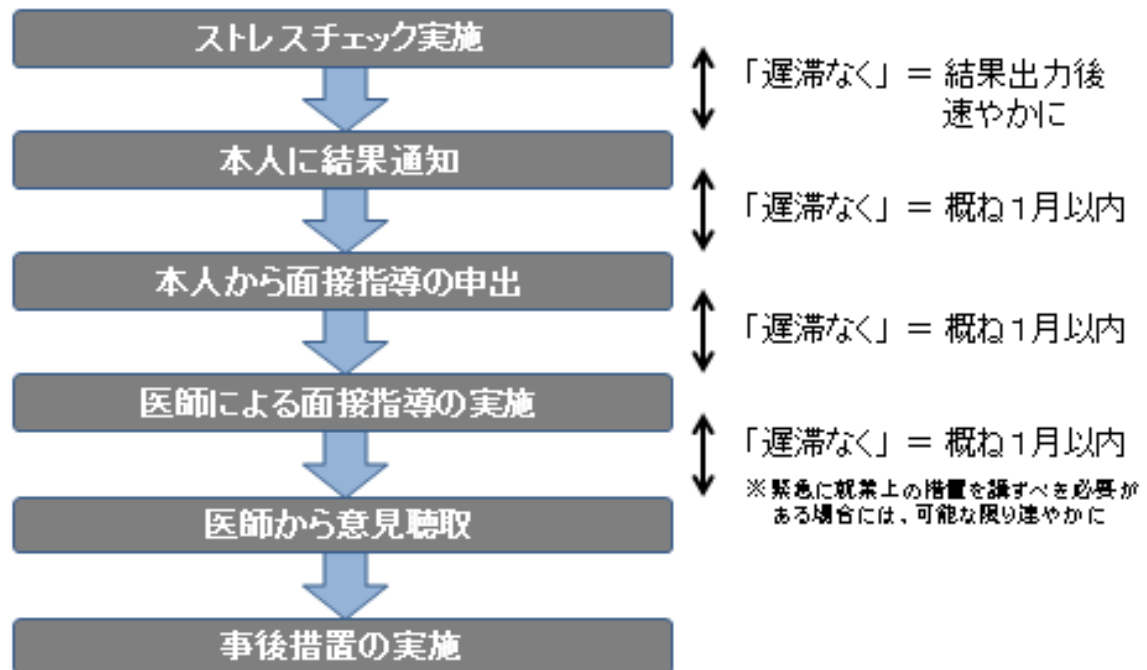 ストレスチェック実施
「遅滞なく」 = 結果出力後
速やかに
本人に結果通知
「遅滞なく」 = 概ね1月以内
本人から面接指導の申出
「遅滞なく」 = 概ね1月以内
医師による面接指導の実施
「遅滞なく」 = 概ね1月以内
※緊急に就業上の措置を講ずべき必要が
ある場合には、可能な限り速やかに
医師から意見聴取
事後措置の実施